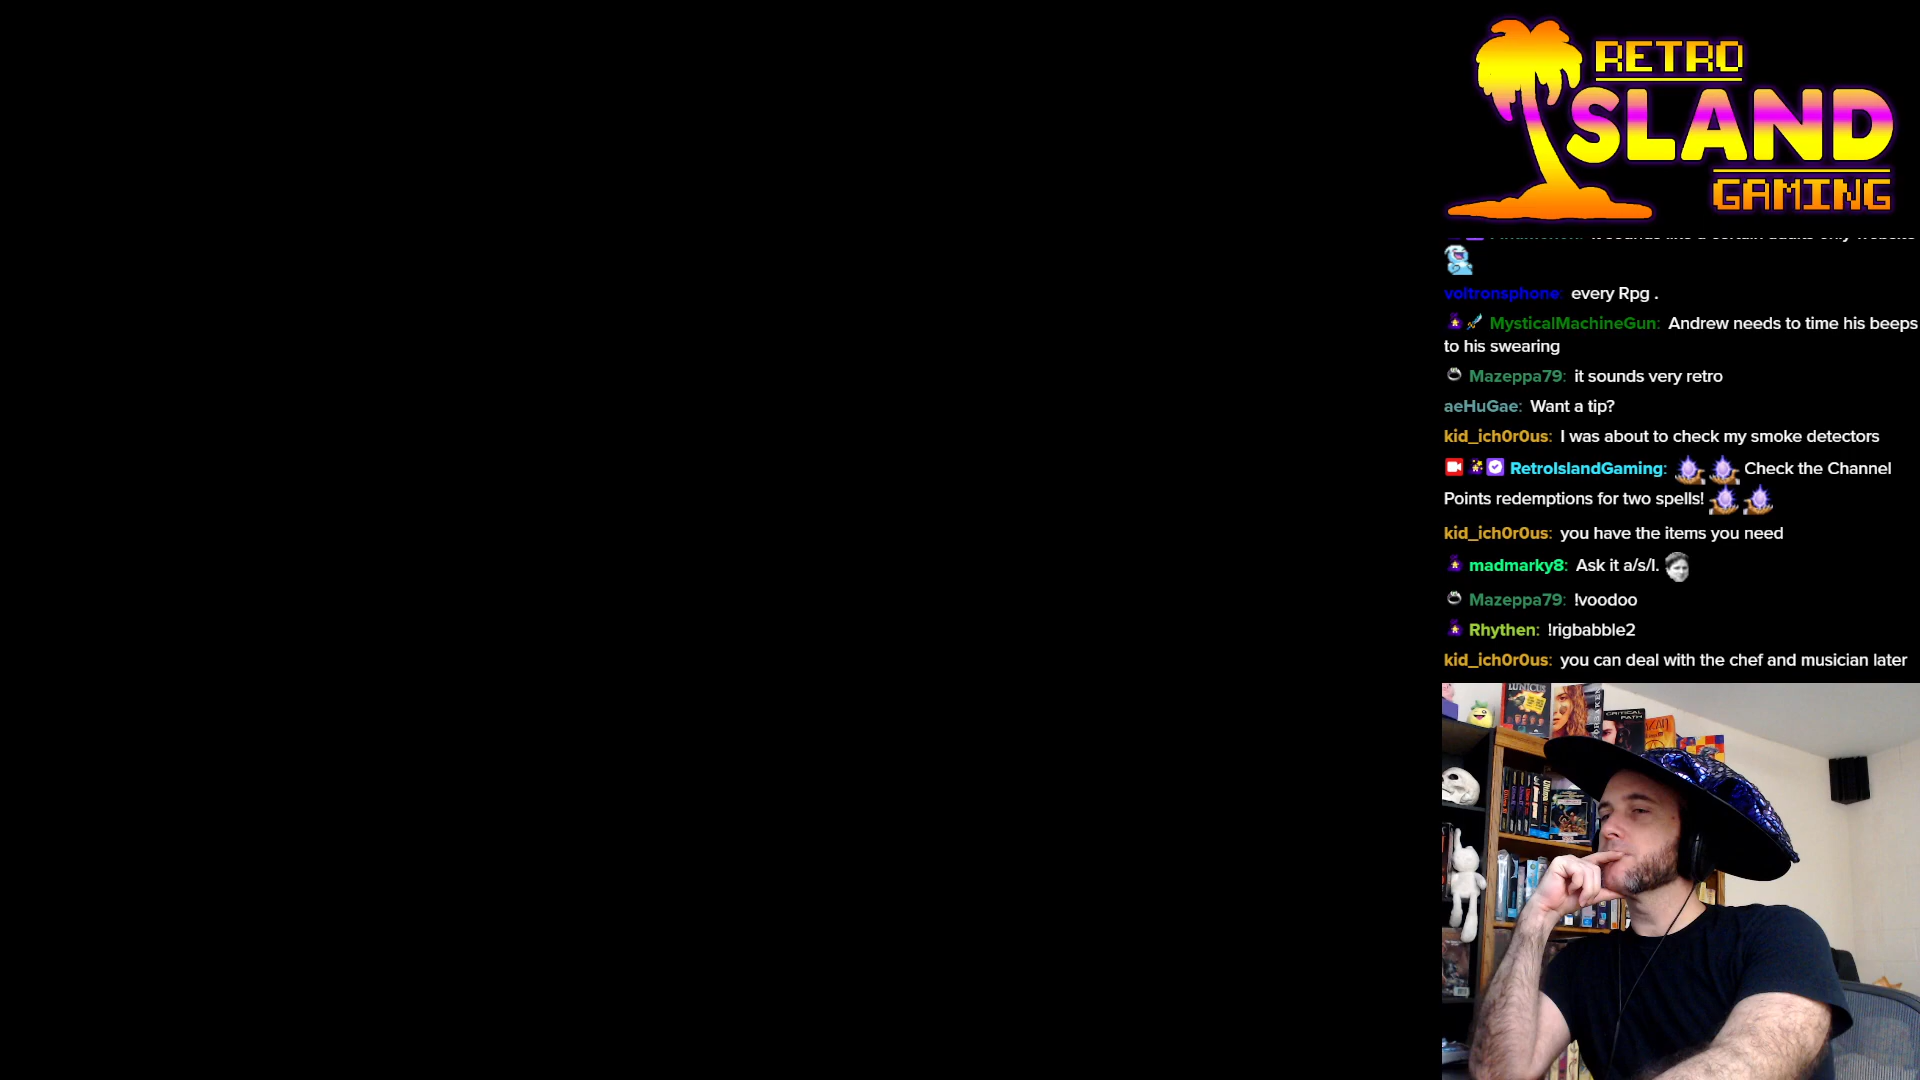 RETRO
ISLAND
GAMING
voltronsphone: every Rpg .
MysticalMachineGun: Andrew needs to time his beeps
to his swearing
Mazeppa79: it sounds very retro
aeHuGae: Want a tip?
kid_ich0r0us: I was about to check my smoke detectors
RetroIslandGaming: Check the Channel
Points redemptions for two spells!
kid_ich0r0us: you have the items you need
madmarky8: Ask it a/s/l.
Mazeppa79: !voodoo
Rhythen: !rigbabble2
kid_ich0r0us: you can deal with the chef and musician later
LUNICUS
CRITICAL
PATH